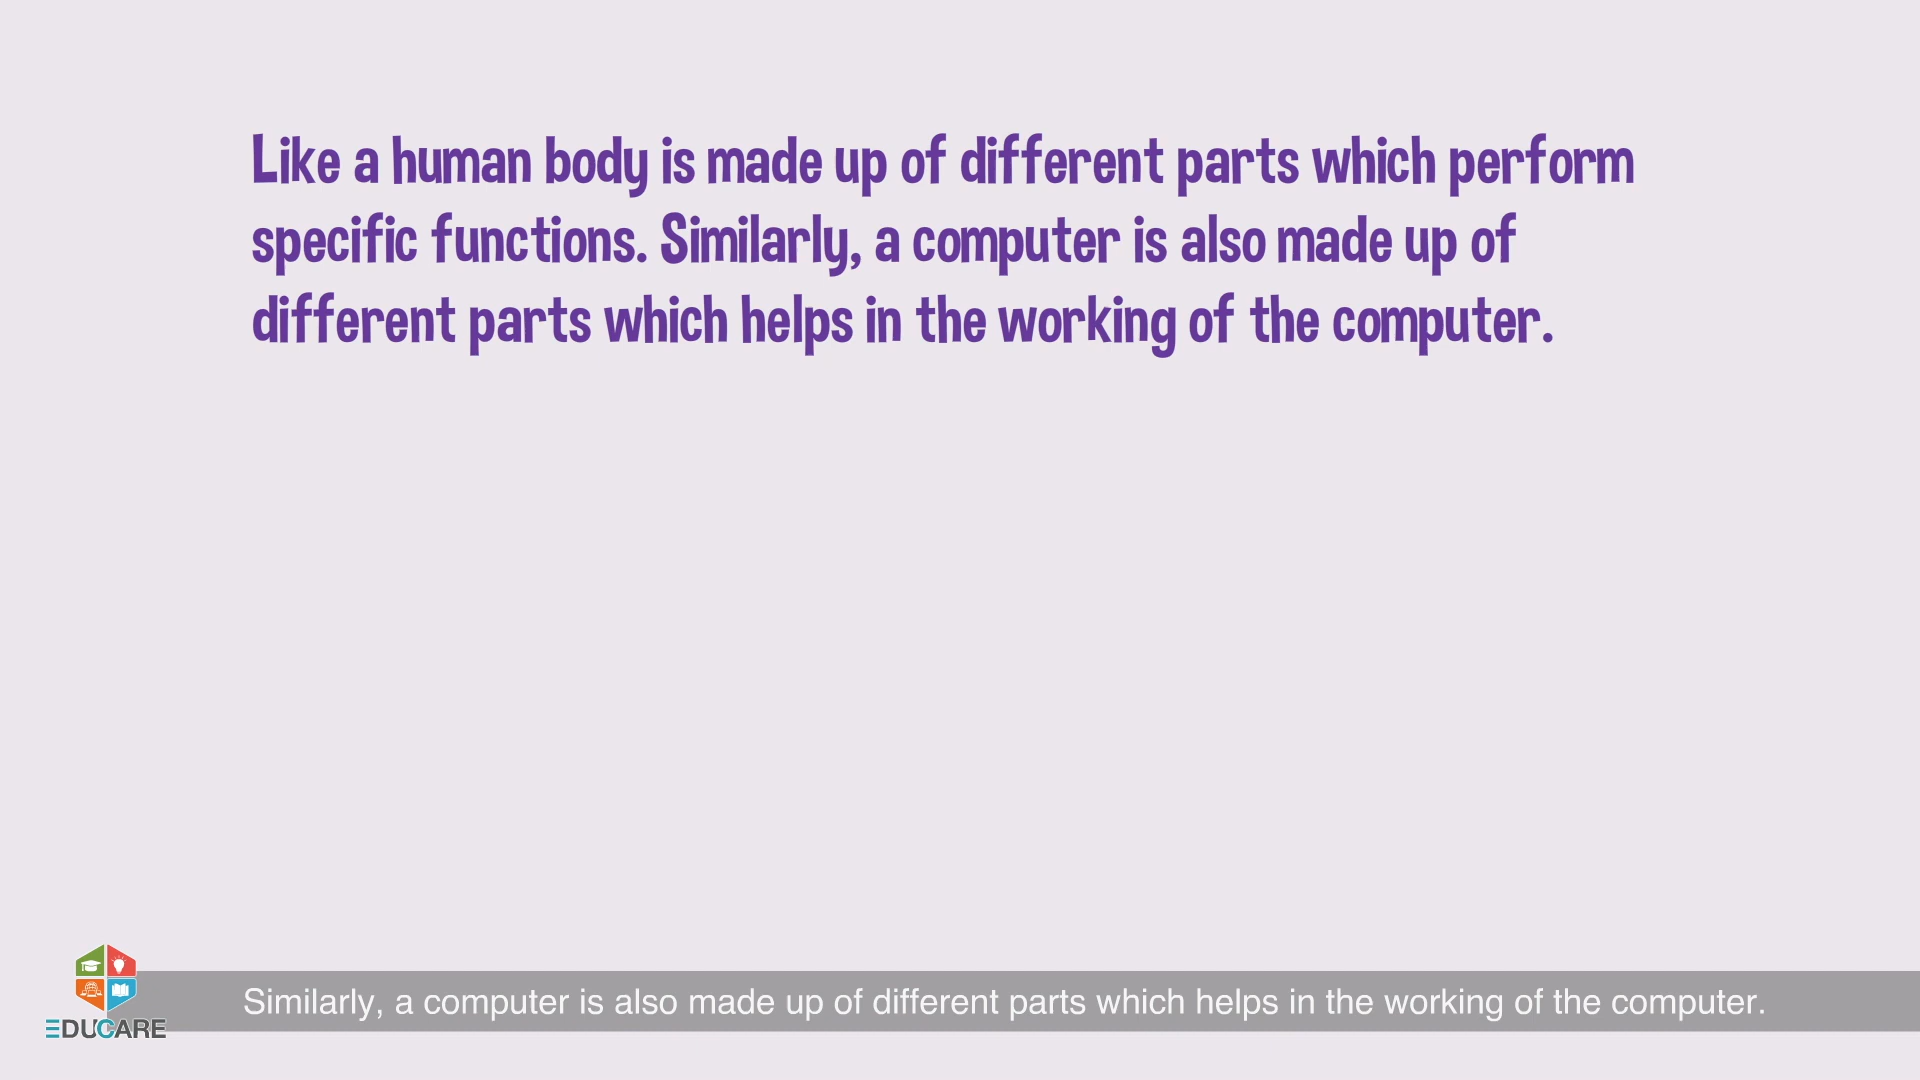 Like a human body is made up of different parts which perform
specific functions. Similarly, a computer is also made up of
different parts which helps in the working of the computer.
Similarly, a computer is also made up of different parts which helps in the working of the computer.
EDUCARE